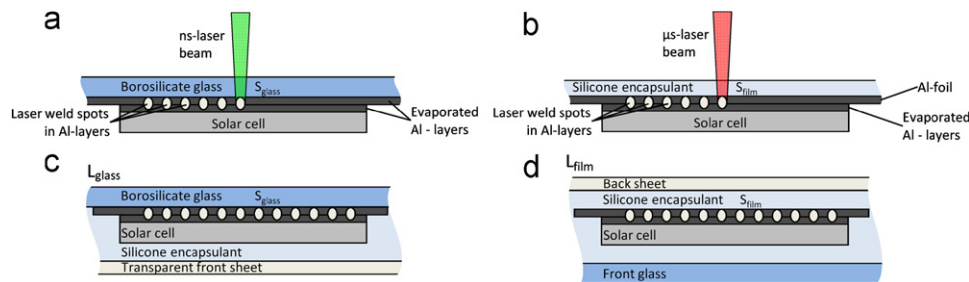 a
ns-laser
beam
Borosilicate glass S_glass
Laser weld spots
in Al-layers
Evaporated
Al - layers
Solar cell
b
µs-laser
beam
Silicone encapsulant S_film
Al-foil
Laser weld spots
in Al-layers
Evaporated
Al - layers
Solar cell
c
L_glass
Borosilicate glass S_glass
Solar cell
Silicone encapsulant
Transparent front sheet
d
L_film
Back sheet
Silicone encapsulant S_film
Solar cell
Front glass